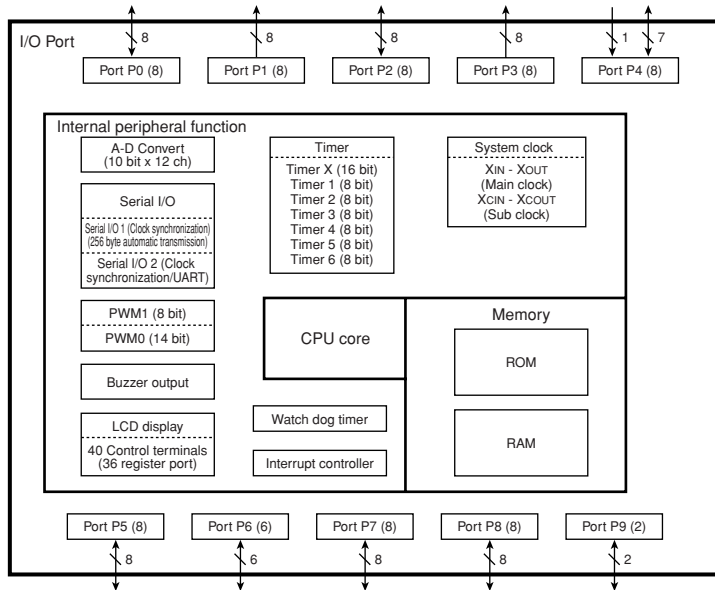 I/O Port
8
8
8
8
1
7
Port P0 (8)
Port P1 (8)
Port P2 (8)
Port P3 (8)
Port P4 (8)
Internal peripheral function
A-D Convert
(10 bit x 12 ch)
Serial I/O
Serial I/O 1 (Clock synchronization)
(256 byte automatic transmission)
Serial I/O 2 (Clock
synchronization/UART)
PWM1 (8 bit)
PWM0 (14 bit)
Buzzer output
LCD display
40 Control terminals
(36 register port)
Timer
Timer X (16 bit)
Timer 1 (8 bit)
Timer 2 (8 bit)
Timer 3 (8 bit)
Timer 4 (8 bit)
Timer 5 (8 bit)
Timer 6 (8 bit)
System clock
XIN - XOUT
(Main clock)
XCIN - XCOUT
(Sub clock)
CPU core
Watch dog timer
Interrupt controller
Memory
ROM
RAM
Port P5 (8)
Port P6 (6)
Port P7 (8)
Port P8 (8)
Port P9 (2)
8
6
8
8
2